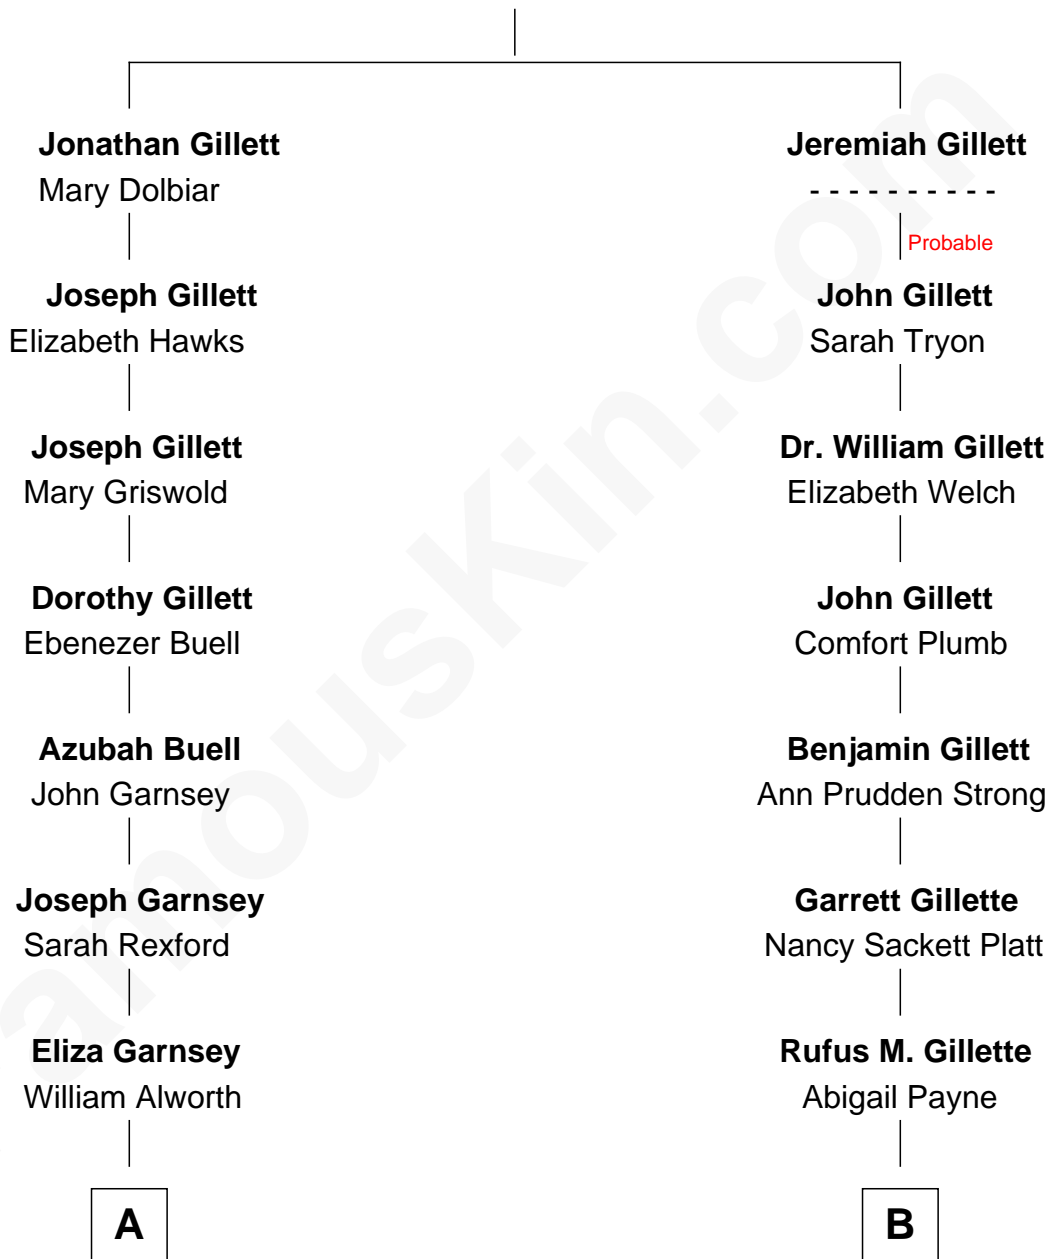 Jonathan Gillett
Mary Dolbiar
Joseph Gillett
Elizabeth Hawks
Joseph Gillett
Mary Griswold
Dorothy Gillett
Ebenezer Buell
Azubah Buell
John Garnsey
Joseph Garnsey
Sarah Rexford
Eliza Garnsey
William Alworth
A
Jeremiah Gillett
- - - - - - - - - -
Probable
John Gillett
Sarah Tryon
Dr. William Gillett
Elizabeth Welch
John Gillett
Comfort Plumb
Benjamin Gillett
Ann Prudden Strong
Garrett Gillette
Nancy Sackett Platt
Rufus M. Gillette
Abigail Payne
B
amousKin.com